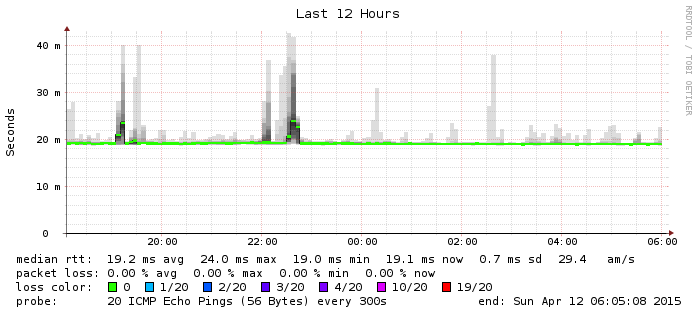 Last 12 Hours
RRDTOOL / TOBI OETIKER
Seconds
40 m
30 m
20 m
10 m
0
20:00 22:00 00:00 02:00 04:00 06:00
median rtt: 19.2 ms avg 24.0 ms max 19.0 ms min 19.1 ms now 0.7 ms sd 29.4 am/s
packet loss: 0.00 % avg 0.00 % max 0.00 % min 0.00 % now
loss color: 0 1/20 2/20 3/20 4/20 10/20 19/20
probe: 20 ICMP Echo Pings (56 Bytes) every 300s end: Sun Apr 12 06:05:08 2015